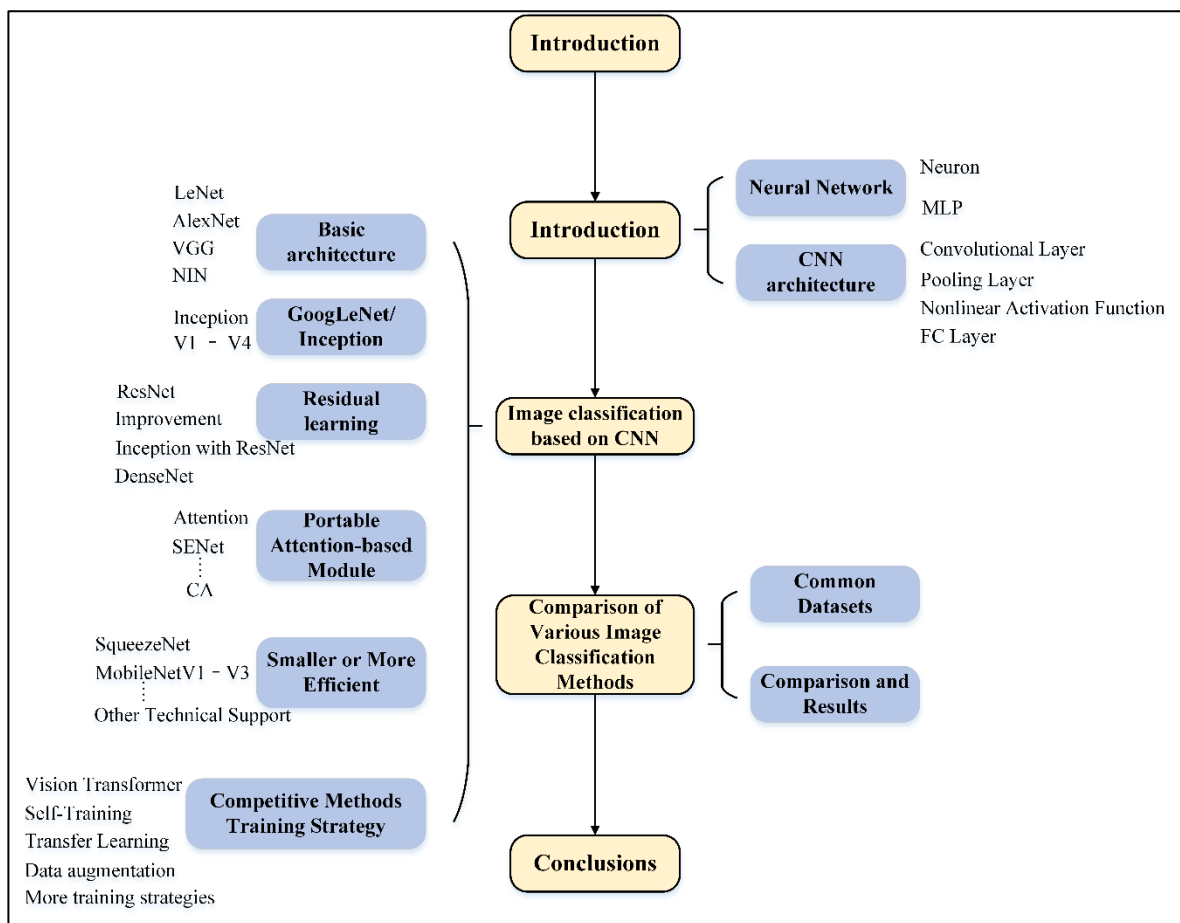 Introduction
Introduction
Neural Network
Neuron
MLP
CNN
architecture
Convolutional Layer
Pooling Layer
Nonlinear Activation Function
FC Layer
Image classification
based on CNN
LeNet
AlexNet
VGG
NIN
Basic
architecture
Inception
V1 - V4
GoogLeNet/
Inception
ResNet
Improvement
Inception with ResNet
DenseNet
Residual
learning
Attention
SENet
CA
Portable
Attention-based
Module
SqueezeNet
MobileNetV1 - V3
Other Technical Support
Smaller or More
Efficient
Vision Transformer
Self-Training
Transfer Learning
Data augmentation
More training strategies
Competitive Methods
Training Strategy
Comparison of
Various Image
Classification
Methods
Common
Datasets
Comparison and
Results
Conclusions